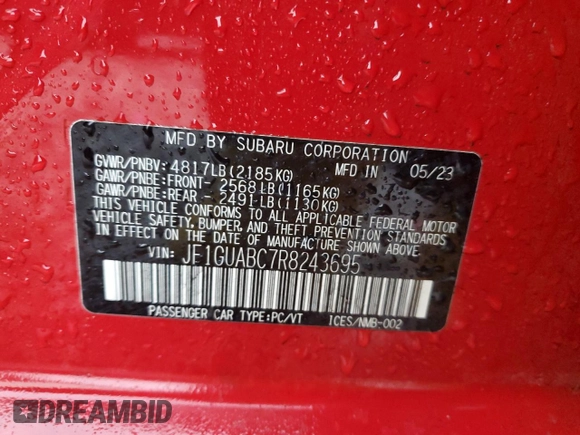 MFD BY SUBARU CORPORATION
GVWR/PNBV: 4817LB(2185KG) MFD IN 05/23
GAWR/PNBE:FRONT- 2568LB(1165KG)
GAWR/PNBE:REAR - 2491LB(1130KG)
THIS VEHICLE CONFORMS TO ALL APPLICABLE FEDERAL MOTOR
VEHICLE SAFETY, BUMPER, AND THEFT PREVENTION STANDARDS
IN EFFECT ON THE DATE OF MANUFACTURE SHOWN ABOVE.
VIN: JF1GUABC7R8243695
PASSENGER CAR TYPE:PC/VT ICES/NMB-002
DREAMBID